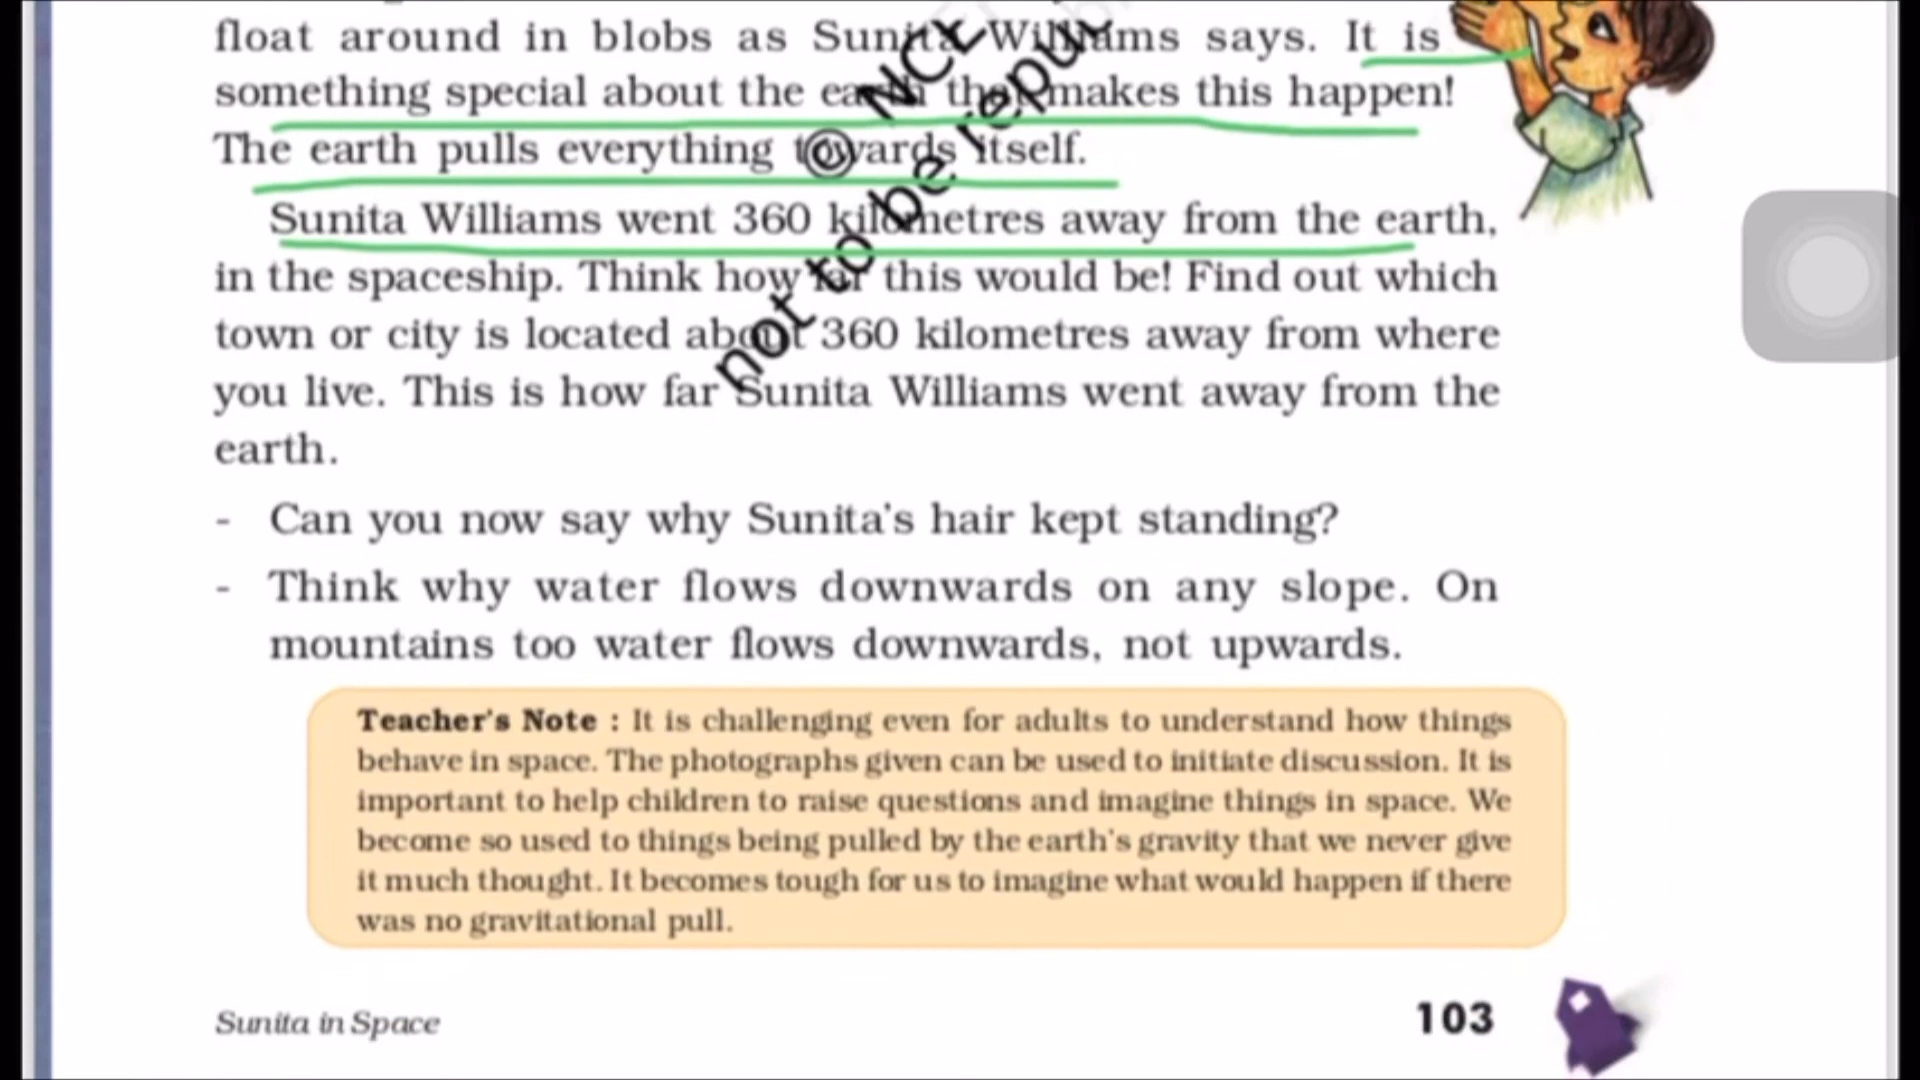 float around in blobs as Sunita Williams says. It is
something special about the earth that makes this happen!
The earth pulls everything towards itself.
Sunita Williams went 360 kilometres away from the earth,
in the spaceship. Think how far this would be! Find out which
town or city is located about 360 kilometres away from where
you live. This is how far Sunita Williams went away from the
earth.
- Can you now say why Sunita's hair kept standing?
- Think why water flows downwards on any slope. On
mountains too water flows downwards, not upwards.
Teacher's Note : It is challenging even for adults to understand how things
behave in space. The photographs given can be used to initiate discussion. It is
important to help children to raise questions and imagine things in space. We
become so used to things being pulled by the earth's gravity that we never give
it much thought. It becomes tough for us to imagine what would happen if there
was no gravitational pull.
Sunita in Space
103
© NCE
not to be repu